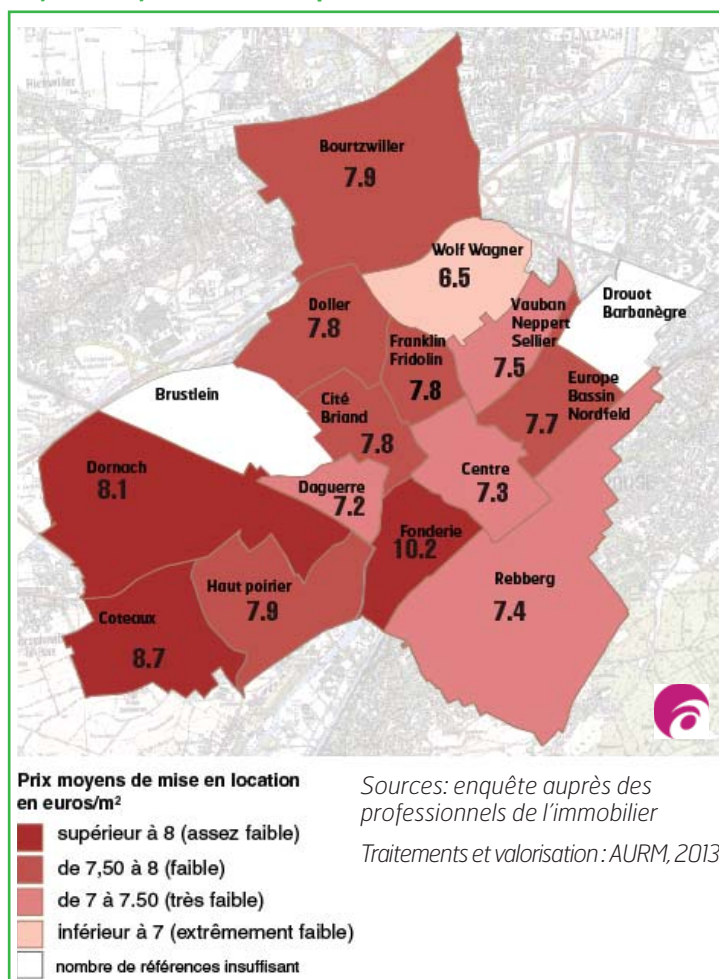 Bourtzwiller
7.9
Wolf Wagner
6.5
Doller
7.8
Franklin
Fridolin
7.8
Vauban
Neppert
Sellier
7.5
Drouot
Barbanègre
Europe
Bassin
Nordfeld
7.7
Brustlein
Cité
Briand
7.8
Dornach
8.1
Daguerre
7.2
Centre
7.3
Fonderie
10.2
Rebberg
7.4
Haut poirier
7.9
Coteaux
8.7
Prix moyens de mise en location
en euros/m²
supérieur à 8 (assez faible)
de 7,50 à 8 (faible)
de 7 à 7.50 (très faible)
inférieur à 7 (extrêmement faible)
nombre de références insuffisant
Sources: enquête auprès des
professionnels de l'immobilier
Traitements et valorisation : AURM, 2013